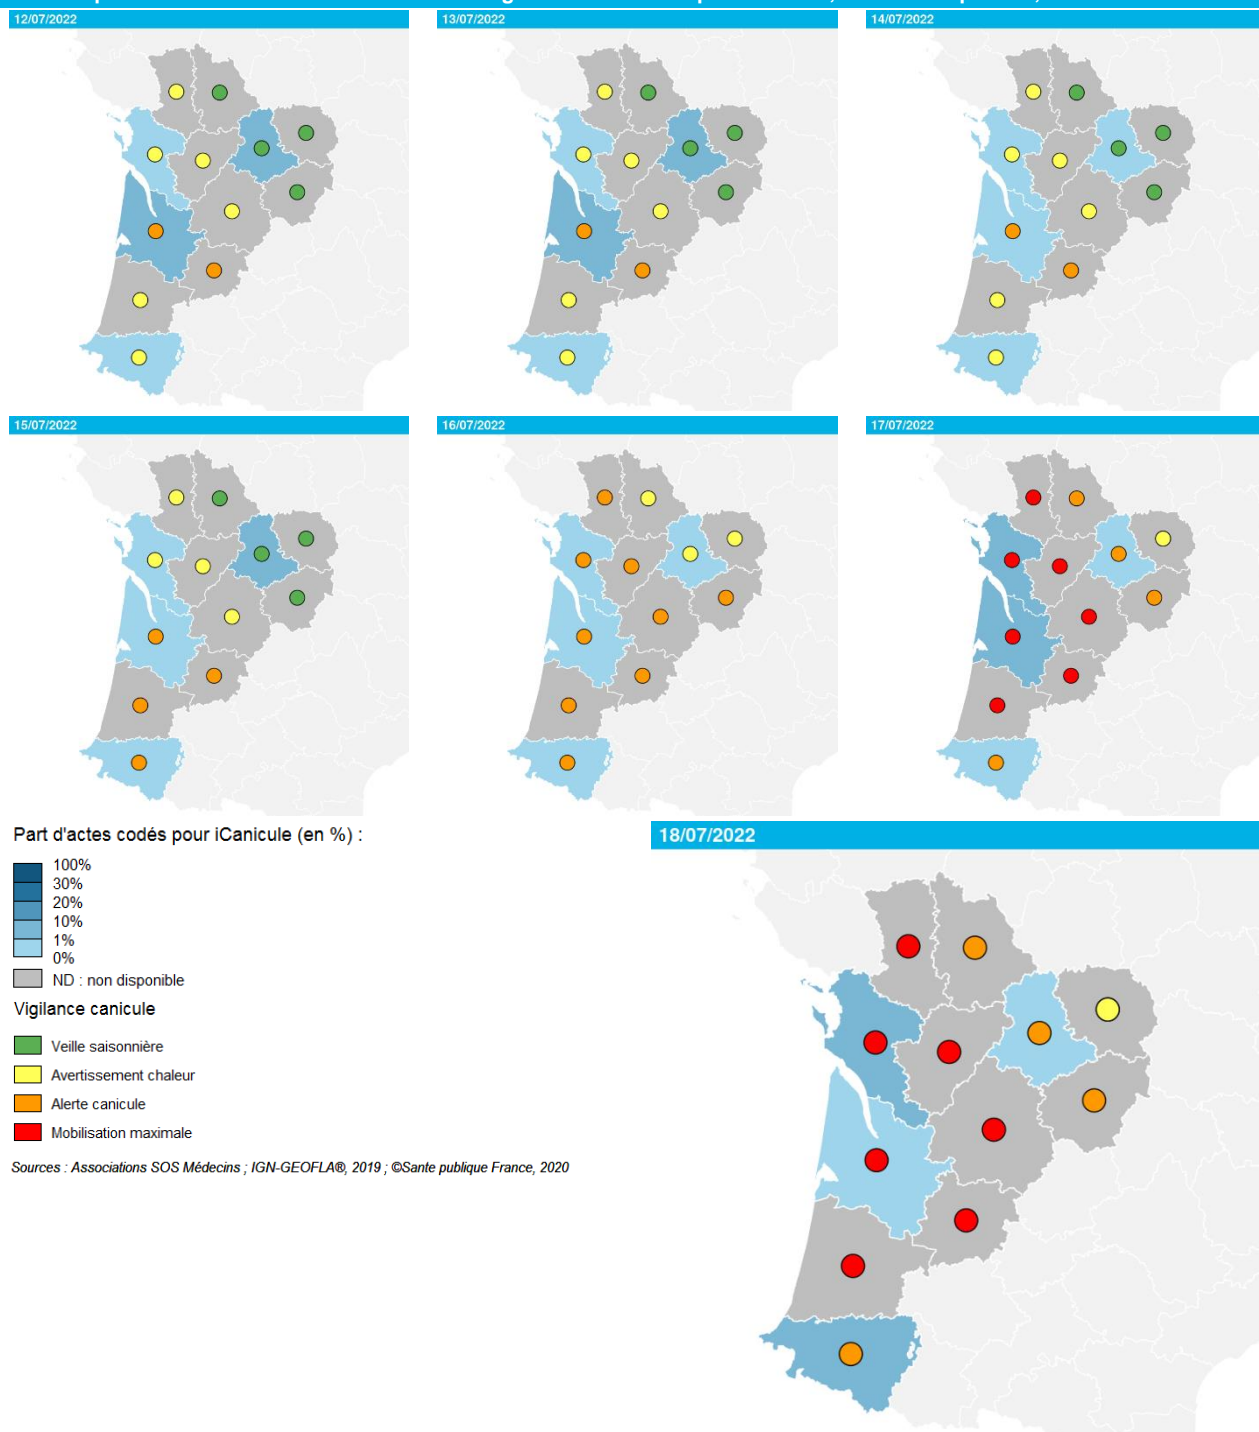 12/07/2022
13/07/2022
14/07/2022
15/07/2022
16/07/2022
17/07/2022
Part d'actes codés pour iCanicule (en %) :
100%
30%
20%
10%
1%
0%
ND : non disponible
Vigilance canicule
Veille saisonnière
Avertissement chaleur
Alerte canicule
Mobilisation maximale
Sources : Associations SOS Médecins ; IGN-GEOFLA®, 2019 ; ©Sante publique France, 2020
18/07/2022